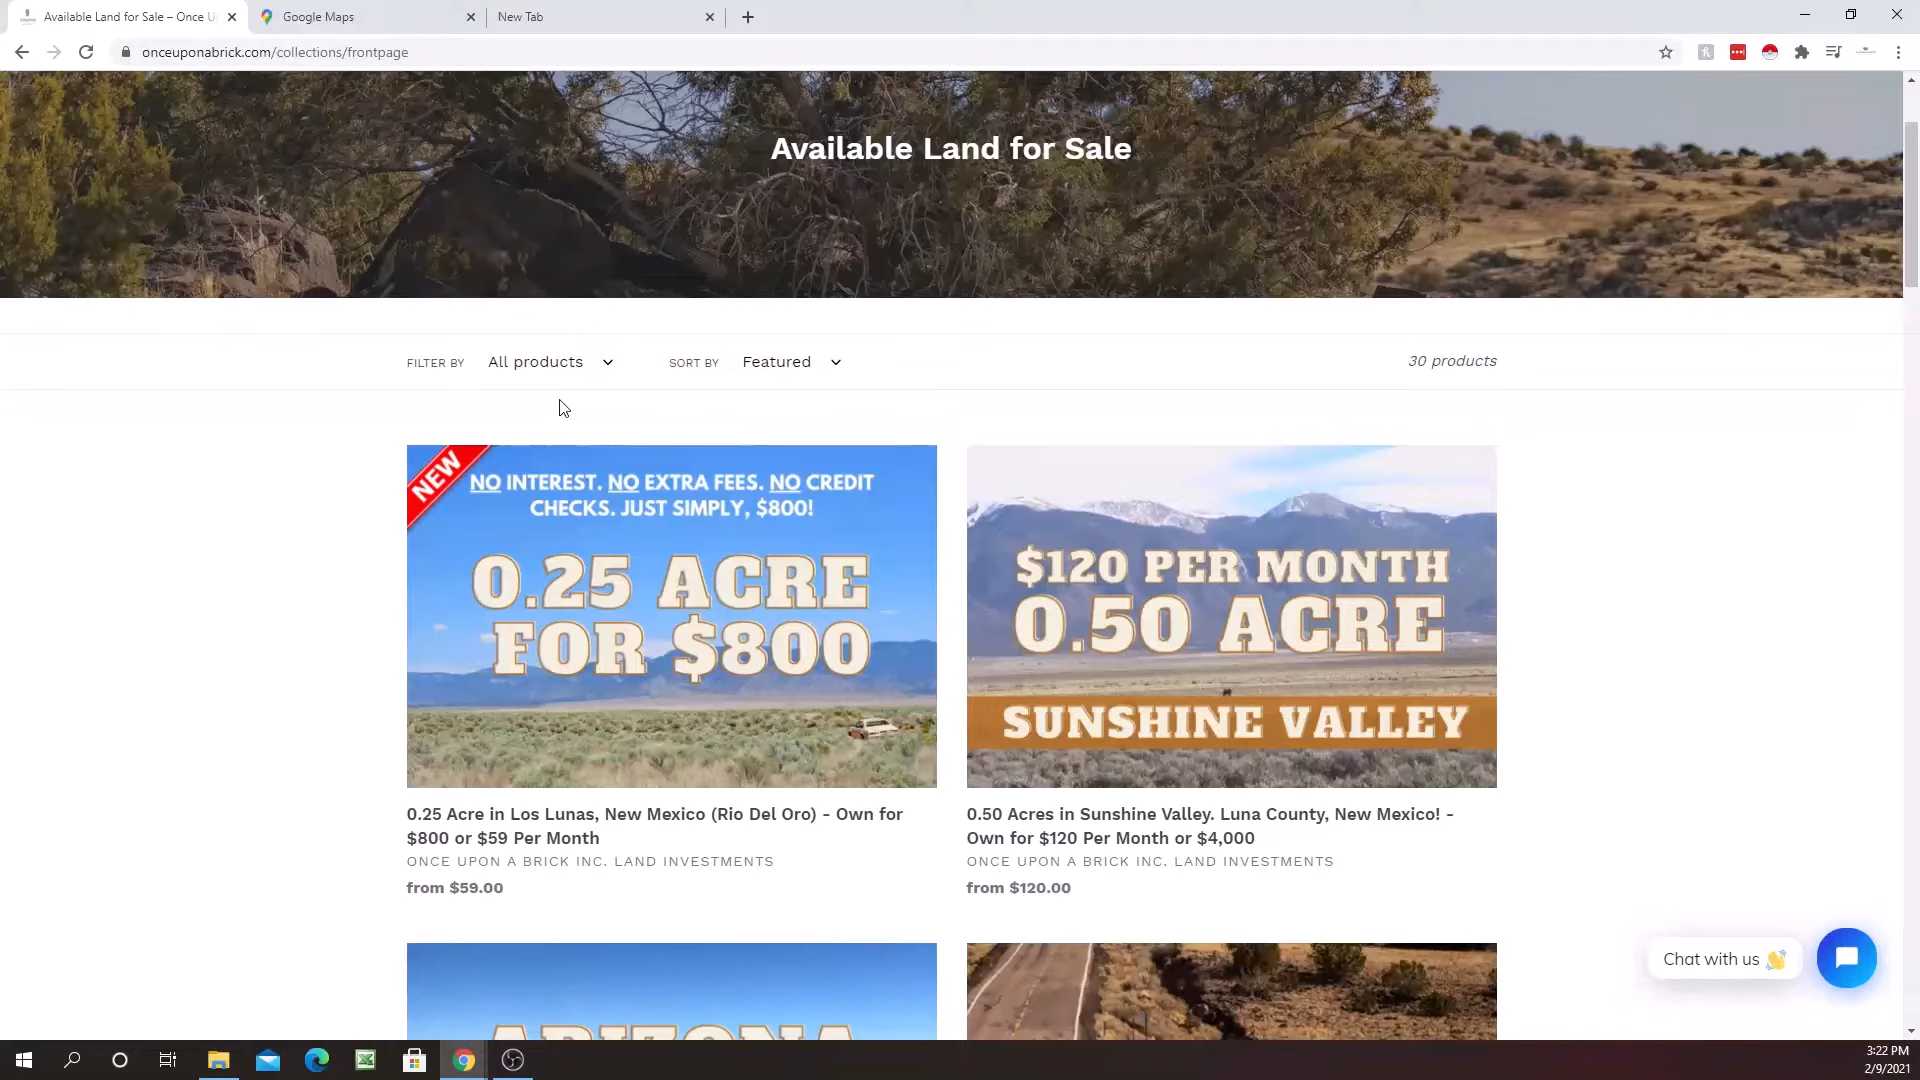 Available Land for Sale – Once U
Google Maps
New Tab
onceuponabrick.com/collections/frontpage
Available Land for Sale
FILTER BY All products SORT BY Featured 30 products
NEW
NO INTEREST. NO EXTRA FEES. NO CREDIT
CHECKS. JUST SIMPLY, $800!
0.25 ACRE
FOR $800
0.25 Acre in Los Lunas, New Mexico (Rio Del Oro) - Own for
$800 or $59 Per Month
ONCE UPON A BRICK INC. LAND INVESTMENTS
from $59.00
$120 PER MONTH
0.50 ACRE
SUNSHINE VALLEY
0.50 Acres in Sunshine Valley. Luna County, New Mexico! -
Own for $120 Per Month or $4,000
ONCE UPON A BRICK INC. LAND INVESTMENTS
from $120.00
ARIZONA
Chat with us 👋
3:22 PM
2/9/2021